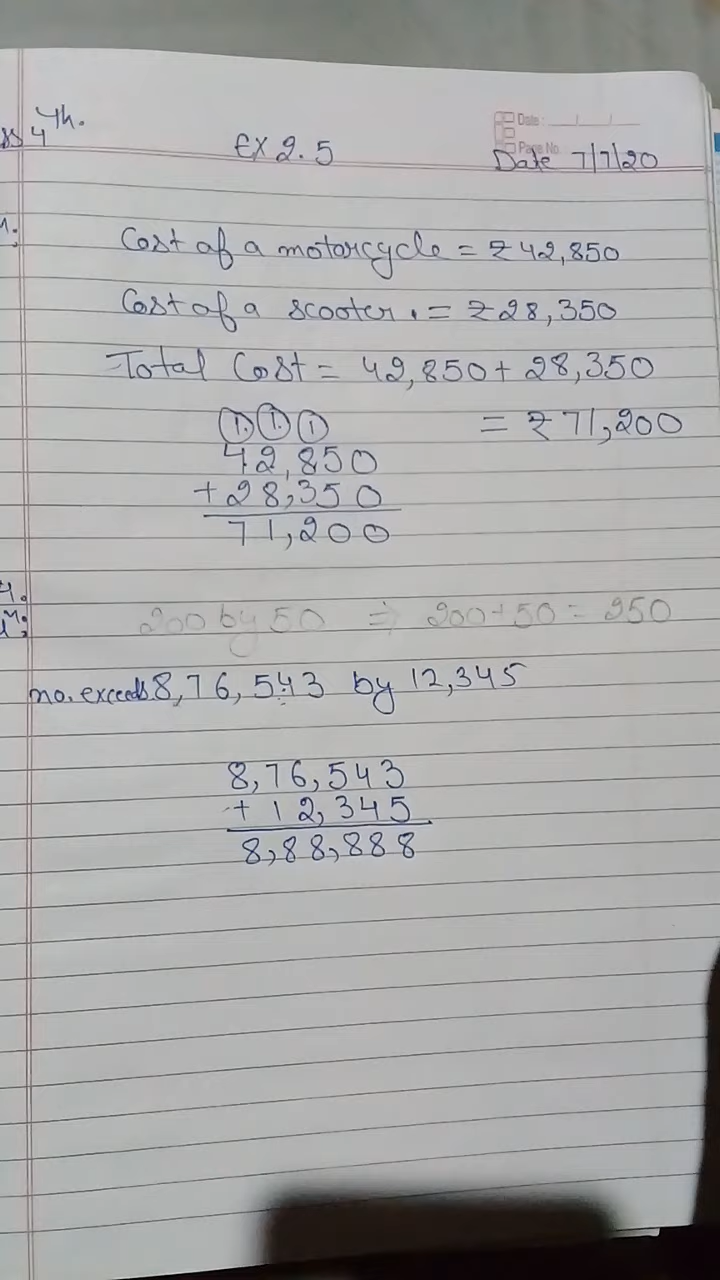 4th.
Date: __/__/__
EX 2.5
Page No.
Date 7/7/20
Cost of a motorcycle = ₹42,850
Cost of a scooter. = ₹28,350
Total Cost = 42,850 + 28,350
① ① ① = ₹71,200
42,850
+ 28,350
71,200
4.
200 by 50 ⇒ 200 + 50 = 250
no. exceeds 8,76,543 by 12,345
8,76,543
+ 12,345
8,88,888